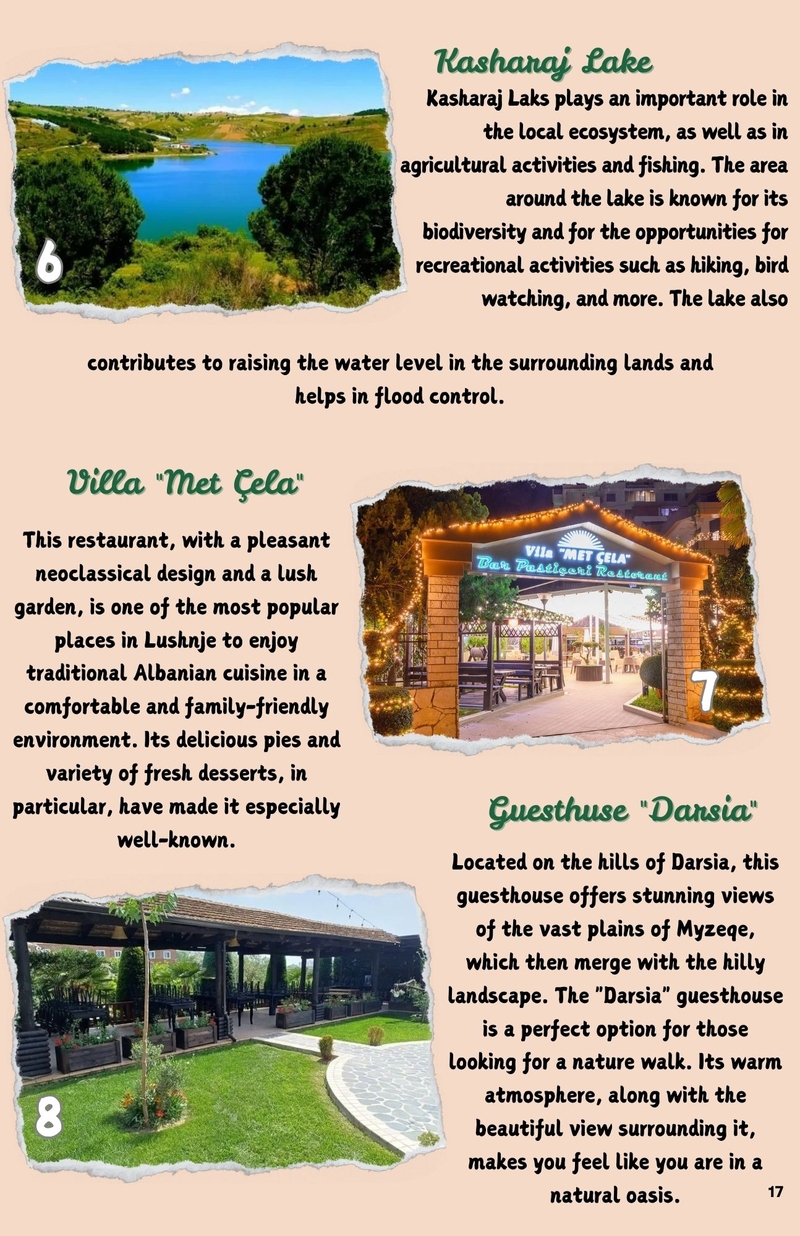 Kasharaj Lake
Kasharaj Laks plays an important role in
the local ecosystem, as well as in
agricultural activities and fishing. The area
around the lake is known for its
biodiversity and for the opportunities for
recreational activities such as hiking, bird
watching, and more. The lake also
6
contributes to raising the water level in the surrounding lands and
helps in flood control.
Villa "Met Çela"
This restaurant, with a pleasant
neoclassical design and a lush
garden, is one of the most popular
places in Lushnje to enjoy
traditional Albanian cuisine in a
comfortable and family-friendly
environment. Its delicious pies and
variety of fresh desserts, in
particular, have made it especially
well-known.
Vila "MET ÇELA"
Bar Pastiçeri Restorant
7
Guesthuse "Darsia"
Located on the hills of Darsia, this
guesthouse offers stunning views
of the vast plains of Myzeqe,
which then merge with the hilly
landscape. The "Darsia" guesthouse
is a perfect option for those
looking for a nature walk. Its warm
atmosphere, along with the
beautiful view surrounding it,
makes you feel like you are in a
natural oasis.
8
17